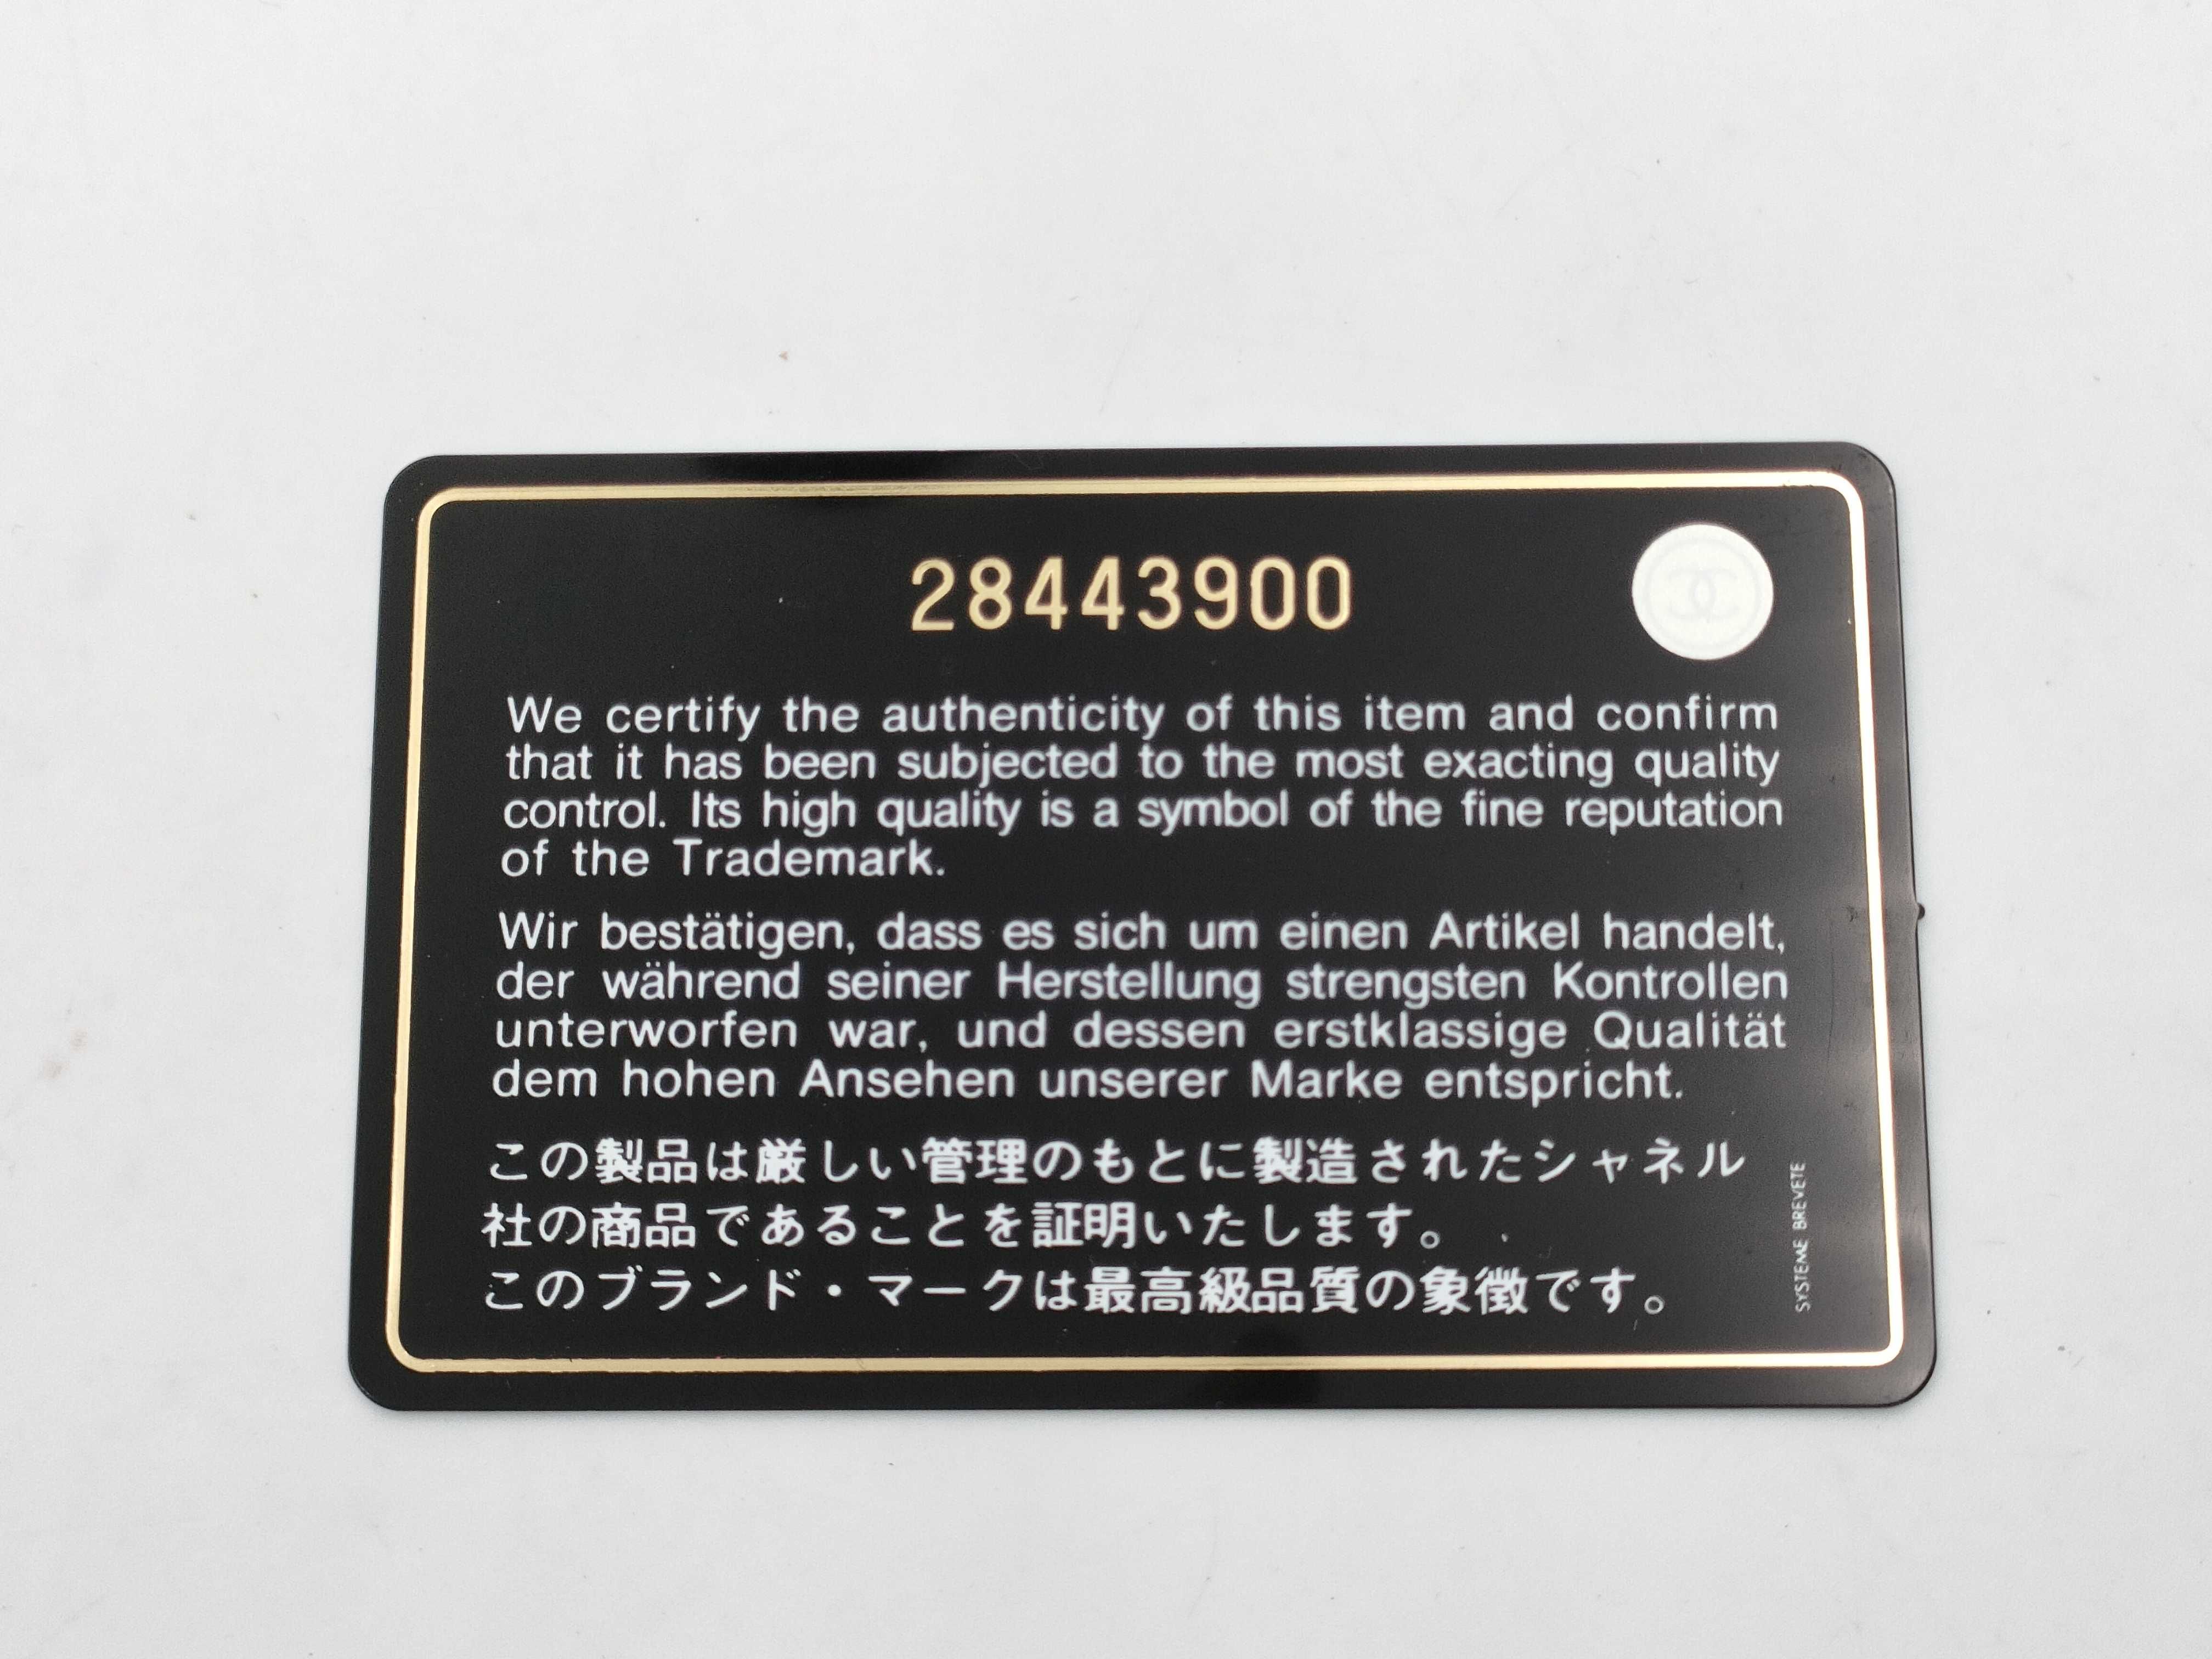 28443900
We certify the authenticity of this item and confirm
that it has been subjected to the most exacting quality
control. Its high quality is a symbol of the fine reputation
of the Trademark.
Wir bestätigen, dass es sich um einen Artikel handelt,
der während seiner Herstellung strengsten Kontrollen
unterworfen war, und dessen erstklassige Qualität
dem hohen Ansehen unserer Marke entspricht.
この製品は厳しい管理のもとに製造されたシャネル
社の商品であることを証明いたします。
このブランド・マークは最高級品質の象徴です。
SYSTEME BREVETE